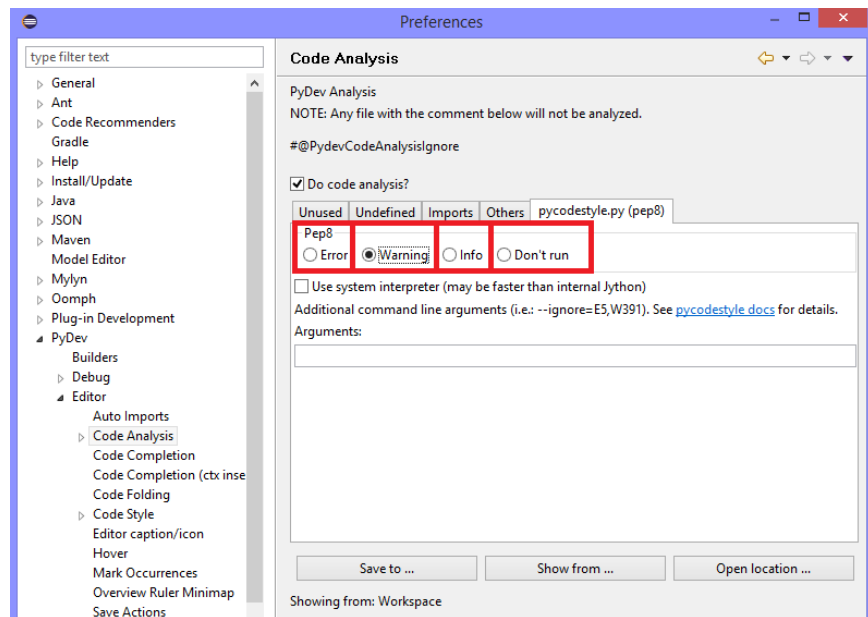 Preferences
type filter text
General
Ant
Code Recommenders
Gradle
Help
Install/Update
Java
JSON
Maven
Model Editor
Mylyn
Oomph
Plug-in Development
PyDev
Builders
Debug
Editor
Auto Imports
Code Analysis
Code Completion
Code Completion (ctx inse
Code Folding
Code Style
Editor caption/icon
Hover
Mark Occurrences
Overview Ruler Minimap
Save Actions
Code Analysis
PyDev Analysis
NOTE: Any file with the comment below will not be analyzed.
#@PydevCodeAnalysisIgnore
Do code analysis?
Unused Undefined Imports Others pycodestyle.py (pep8)
Pep8
Error Warning Info Don't run
Use system interpreter (may be faster than internal Jython)
Additional command line arguments (i.e.: --ignore=E5,W391). See pycodestyle docs for details.
Arguments:
Save to ... Show from ... Open location ...
Showing from: Workspace